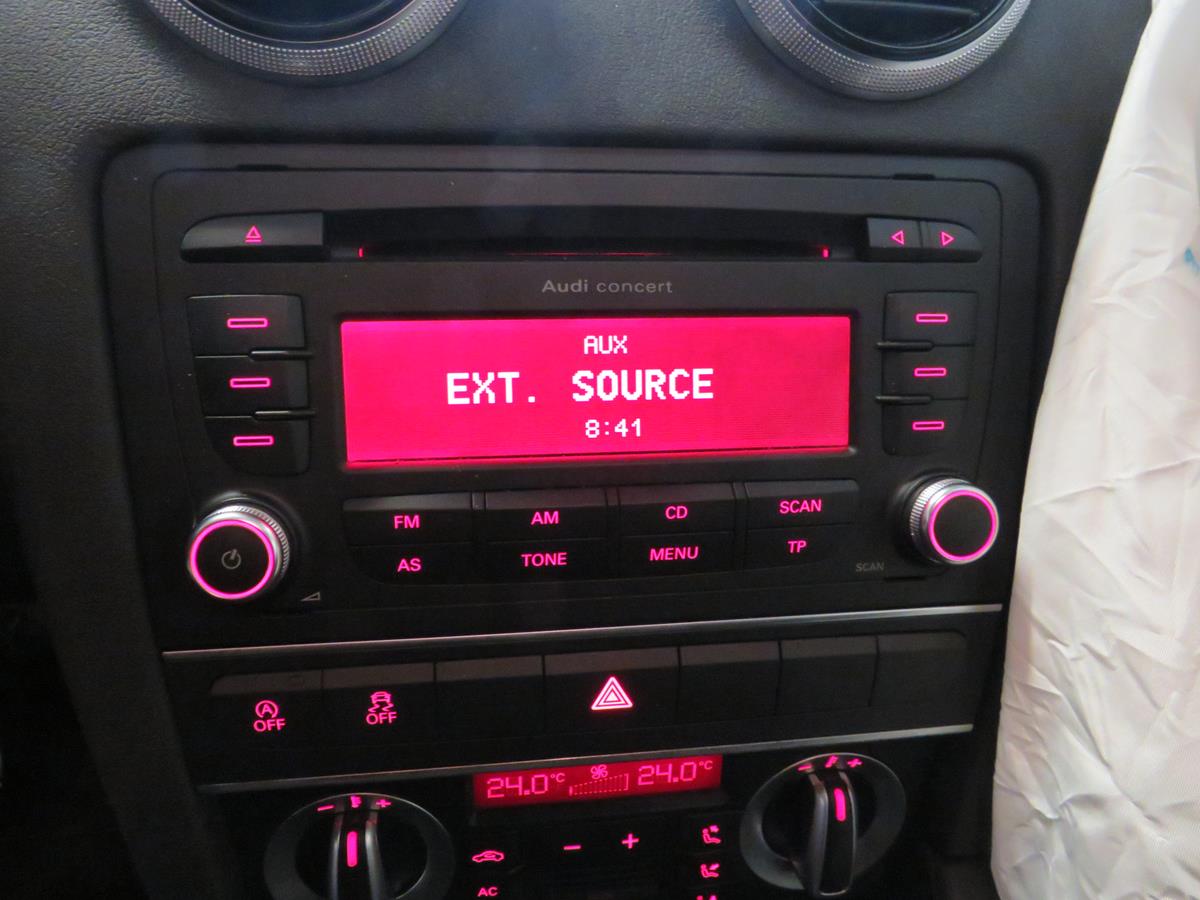 Audi concert
AUX
EXT. SOURCE
8:41
FM AM CD SCAN
AS TONE MENU TP
SCAN
A
OFF OFF
24.0°C 24.0°C
- + - +
- +
AC